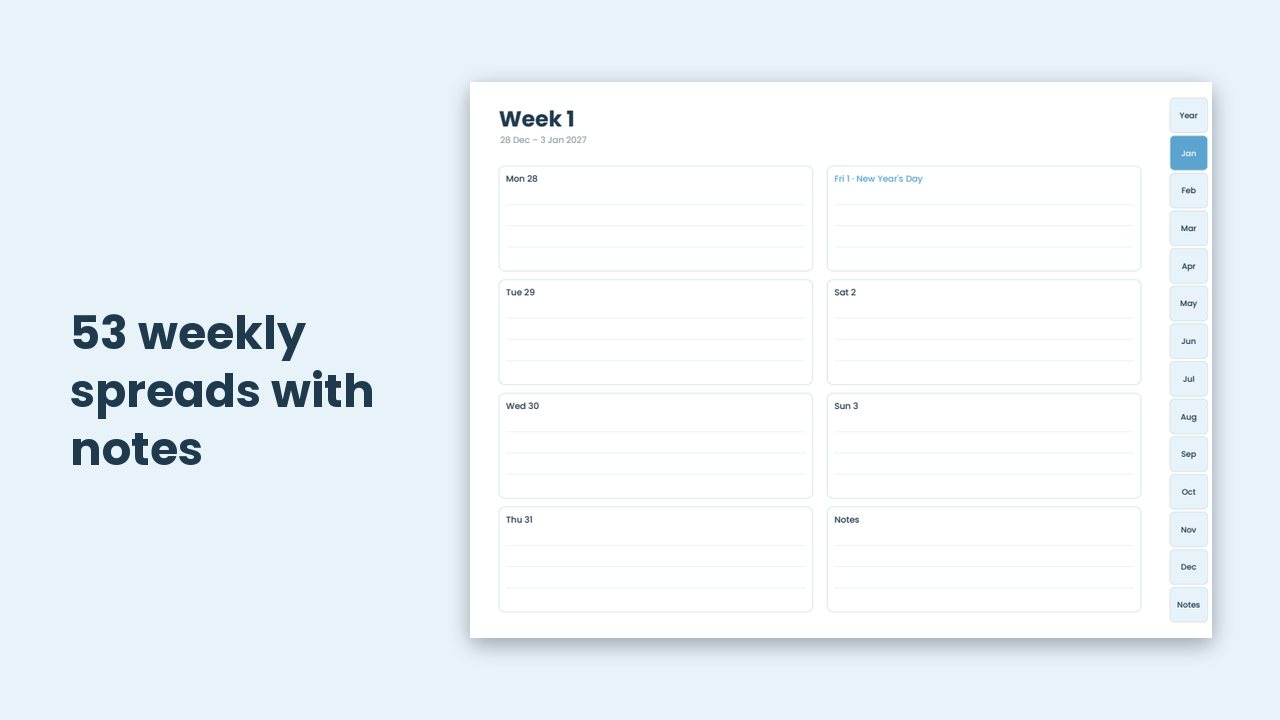 53 weekly
spreads with
notes
Week 1
28 Dec – 3 Jan 2027
Mon 28
Fri 1 · New Year's Day
Tue 29
Sat 2
Wed 30
Sun 3
Thu 31
Notes
Year
Jan
Feb
Mar
Apr
May
Jun
Jul
Aug
Sep
Oct
Nov
Dec
Notes